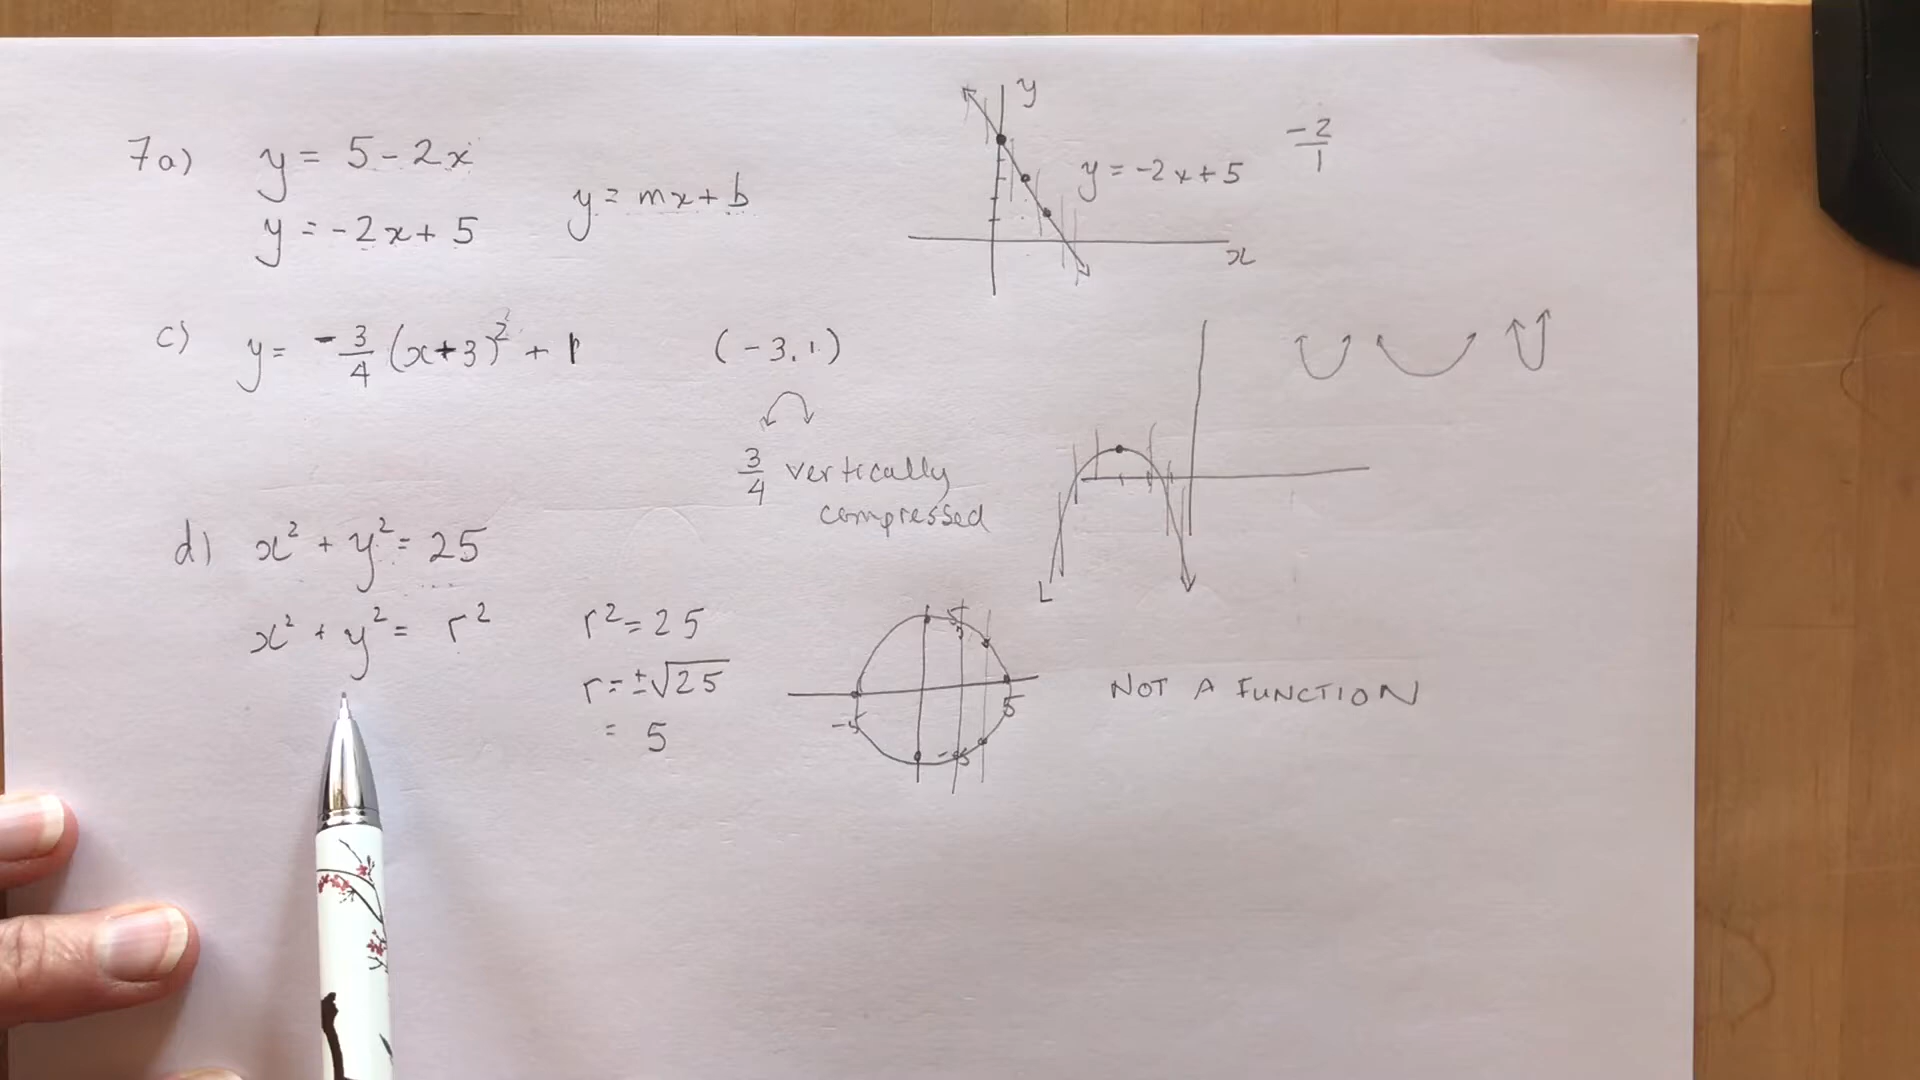 7a) y = 5 - 2x
y = -2x + 5
y = mx + b
y
y = -2x + 5
-2/1
x
c) y = -3/4 (x+3)² + 1
(-3, 1)
3/4 vertically
compressed
d) x² + y² = 25
x² + y² = r²
r² = 25
r = ±√25
= 5
5
-5
5
-5
NOT A FUNCTION